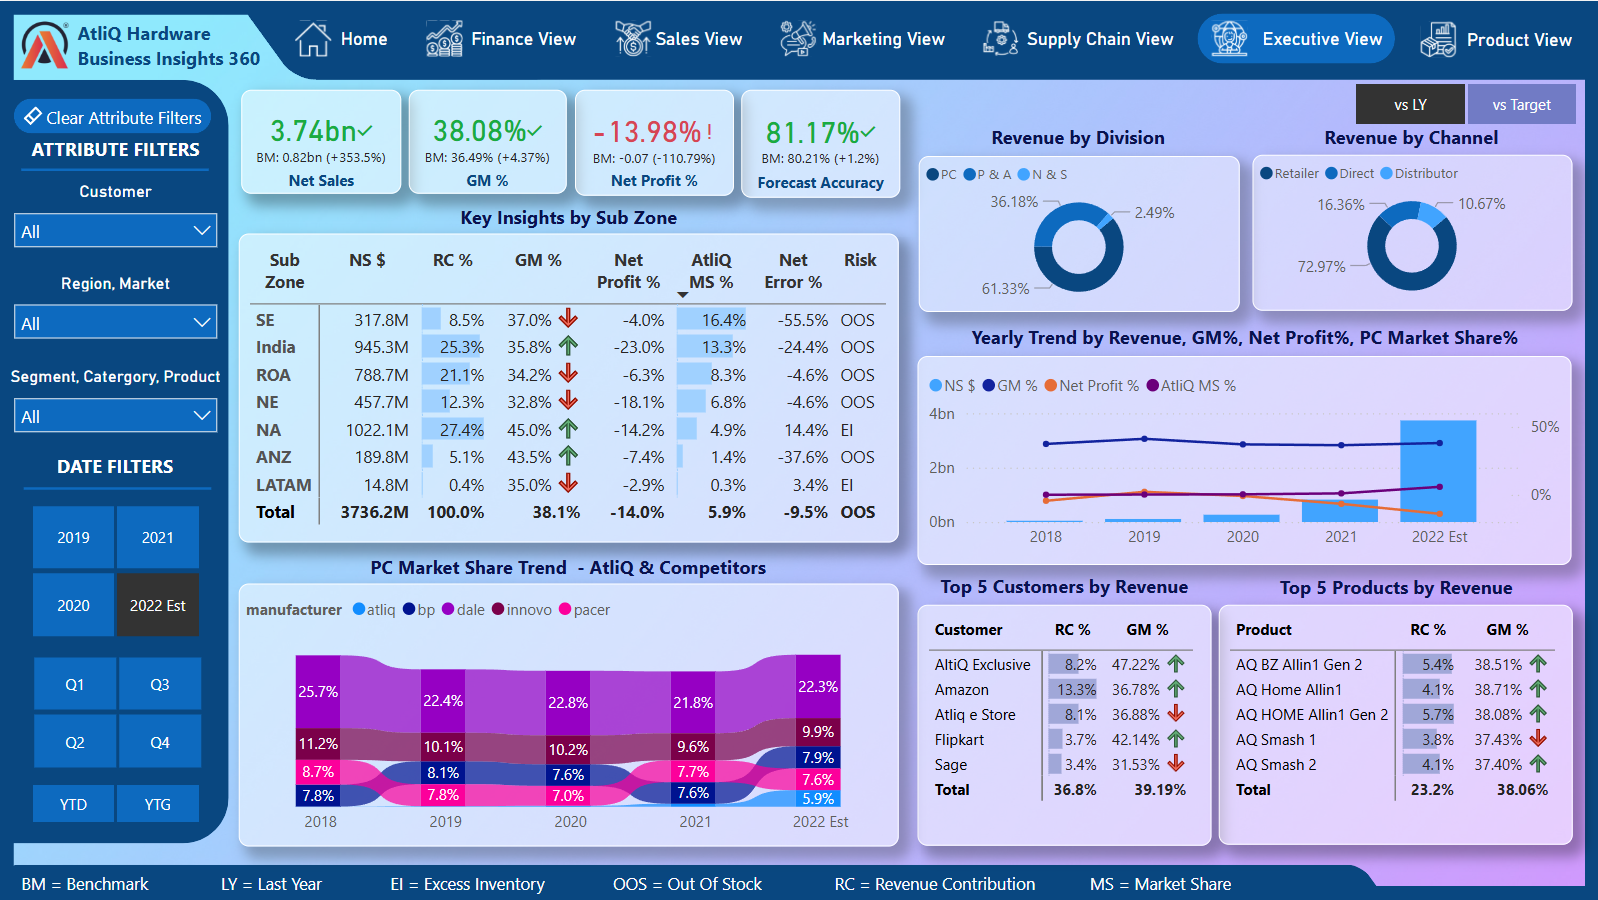 AtliQ Hardware
Business Insights 360
Home
Finance View
Sales View
Marketing View
Supply Chain View
Executive View
Product View
Clear Attribute Filters
ATTRIBUTE FILTERS
Customer
All
Region, Market
All
Segment, Catergory, Product
All
DATE FILTERS
2019 2021
2020 2022 Est
Q1 Q3
Q2 Q4
YTD YTG
3.74bn
BM: 0.82bn (+353.5%)
Net Sales
38.08%
BM: 36.49% (+4.37%)
GM %
-13.98% !
BM: -0.07 (-110.79%)
Net Profit %
81.17%
BM: 80.21% (+1.2%)
Forecast Accuracy
vs LY vs Target
Key Insights by Sub Zone
Sub Zone NS $ RC % GM % Net Profit % AtliQ MS % Net Error % Risk
SE 317.8M 8.5% 37.0% -4.0% 16.4% -55.5% OOS
India 945.3M 25.3% 35.8% -23.0% 13.3% -24.4% OOS
ROA 788.7M 21.1% 34.2% -6.3% 8.3% -4.6% OOS
NE 457.7M 12.3% 32.8% -18.1% 6.8% -4.6% OOS
NA 1022.1M 27.4% 45.0% -14.2% 4.9% 14.4% EI
ANZ 189.8M 5.1% 43.5% -7.4% 1.4% -37.6% OOS
LATAM 14.8M 0.4% 35.0% -2.9% 0.3% 3.4% EI
Total 3736.2M 100.0% 38.1% -14.0% 5.9% -9.5% OOS
Revenue by Division
PC P & A N & S
36.18%
2.49%
61.33%
Revenue by Channel
Retailer Direct Distributor
16.36%
10.67%
72.97%
Yearly Trend by Revenue, GM%, Net Profit%, PC Market Share%
NS $ GM % Net Profit % AtliQ MS %
4bn
50%
2bn
0%
0bn
2018 2019 2020 2021 2022 Est
PC Market Share Trend - AtliQ & Competitors
manufacturer atliq bp dale innovo pacer
25.7% 22.4% 22.8% 21.8% 22.3%
11.2% 10.1% 10.2% 9.6% 9.9%
8.7% 8.1% 7.6% 7.7% 7.9%
7.8% 7.8% 7.0% 7.6% 7.6%
5.9%
2018 2019 2020 2021 2022 Est
Top 5 Customers by Revenue
Customer RC % GM %
AltiQ Exclusive 8.2% 47.22%
Amazon 13.3% 36.78%
Atliq e Store 8.1% 36.88%
Flipkart 3.7% 42.14%
Sage 3.4% 31.53%
Total 36.8% 39.19%
Top 5 Products by Revenue
Product RC % GM %
AQ BZ Allin1 Gen 2 5.4% 38.51%
AQ Home Allin1 4.1% 38.71%
AQ HOME Allin1 Gen 2 5.7% 38.08%
AQ Smash 1 3.8% 37.43%
AQ Smash 2 4.1% 37.40%
Total 23.2% 38.06%
BM = Benchmark LY = Last Year EI = Excess Inventory OOS = Out Of Stock RC = Revenue Contribution MS = Market Share